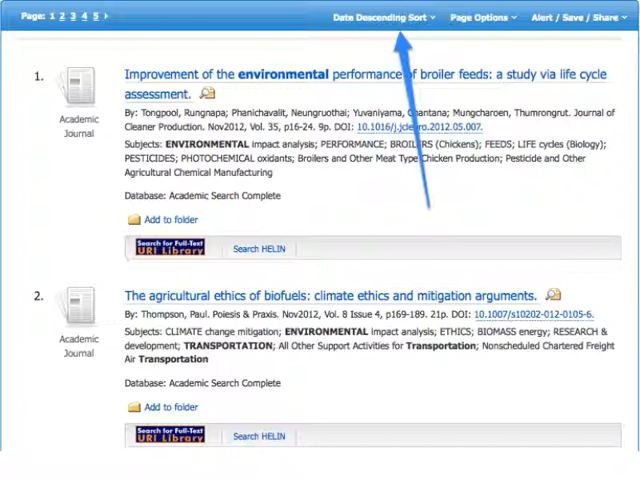 Page: 1 2 3 4 5
Date Descending Sort
Page Options
Alert / Save / Share
1.
Improvement of the environmental performance of broiler feeds: a study via life cycle
assessment.
Academic
Journal
By: Tongpool, Rungnapa; Phanichavalit, Neungruothai; Yuvaniyama, Chantana; Mungcharoen, Thumrongrut. Journal of
Cleaner Production. Nov2012, Vol. 35, p16-24. 9p. DOI: 10.1016/j.jclepro.2012.05.007.
Subjects: ENVIRONMENTAL impact analysis; PERFORMANCE; BROILERS (Chickens); FEEDS; LIFE cycles (Biology);
PESTICIDES; PHOTOCHEMICAL oxidants; Broilers and Other Meat Type Chicken Production; Pesticide and Other
Agricultural Chemical Manufacturing
Database: Academic Search Complete
Add to folder
Search for Full-Text
URI Library
Search HELIN
2.
The agricultural ethics of biofuels: climate ethics and mitigation arguments.
Academic
Journal
By: Thompson, Paul. Poiesis & Praxis. Nov2012, Vol. 8 Issue 4, p169-189. 21p. DOI: 10.1007/s10202-012-0105-6.
Subjects: CLIMATE change mitigation; ENVIRONMENTAL impact analysis; ETHICS; BIOMASS energy; RESEARCH &
development; TRANSPORTATION; All Other Support Activities for Transportation; Nonscheduled Chartered Freight
Air Transportation
Database: Academic Search Complete
Add to folder
Search for Full-Text
URI Library
Search HELIN